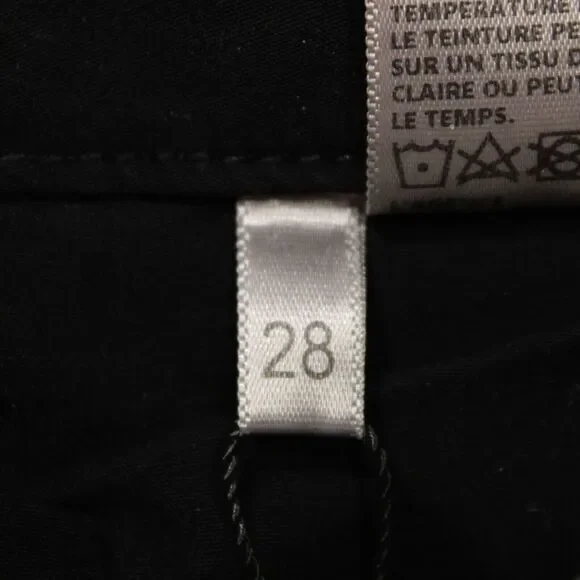 TEMPERATURE
LE TEINTURE
SUR UN TISSU
CLAIRE OU PEUT
LE TEMPS.
28